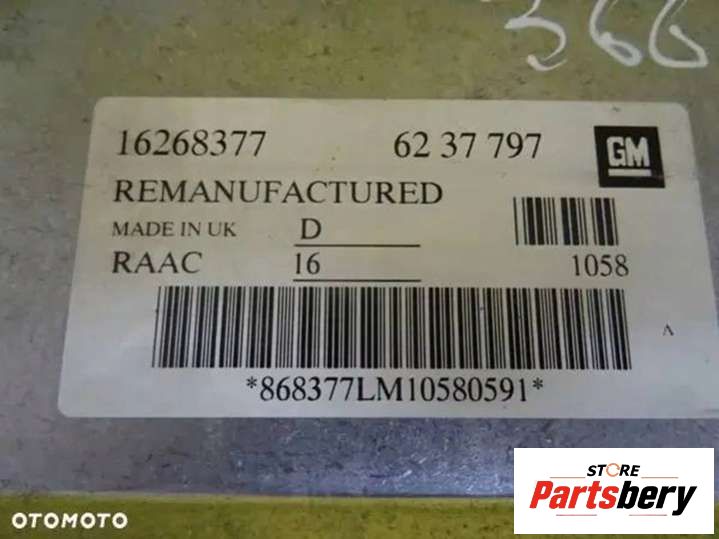 366
16268377 62 37 797 GM
REMANUFACTURED
MADE IN UK D
RAAC 16 1058
A
*868377LM10580591*
STORE
Partsbery
OTOMOTO